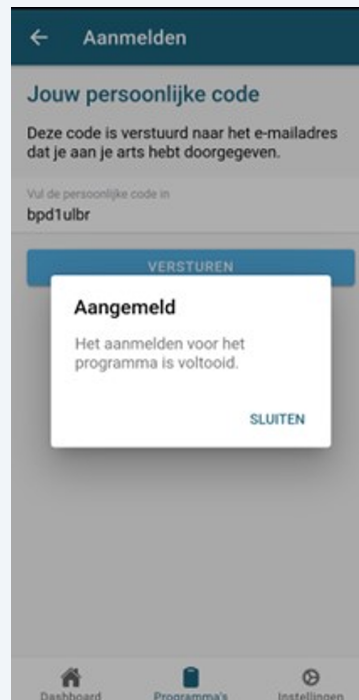 Aanmelden
Jouw persoonlijke code
Deze code is verstuurd naar het e-mailadres
dat je aan je arts hebt doorgegeven.
Vul de persoonlijke code in
bpd1ulbr
VERSTUREN
Aangemeld
Het aanmelden voor het
programma is voltooid.
SLUITEN
Dashboard
Programma's
Instellingen